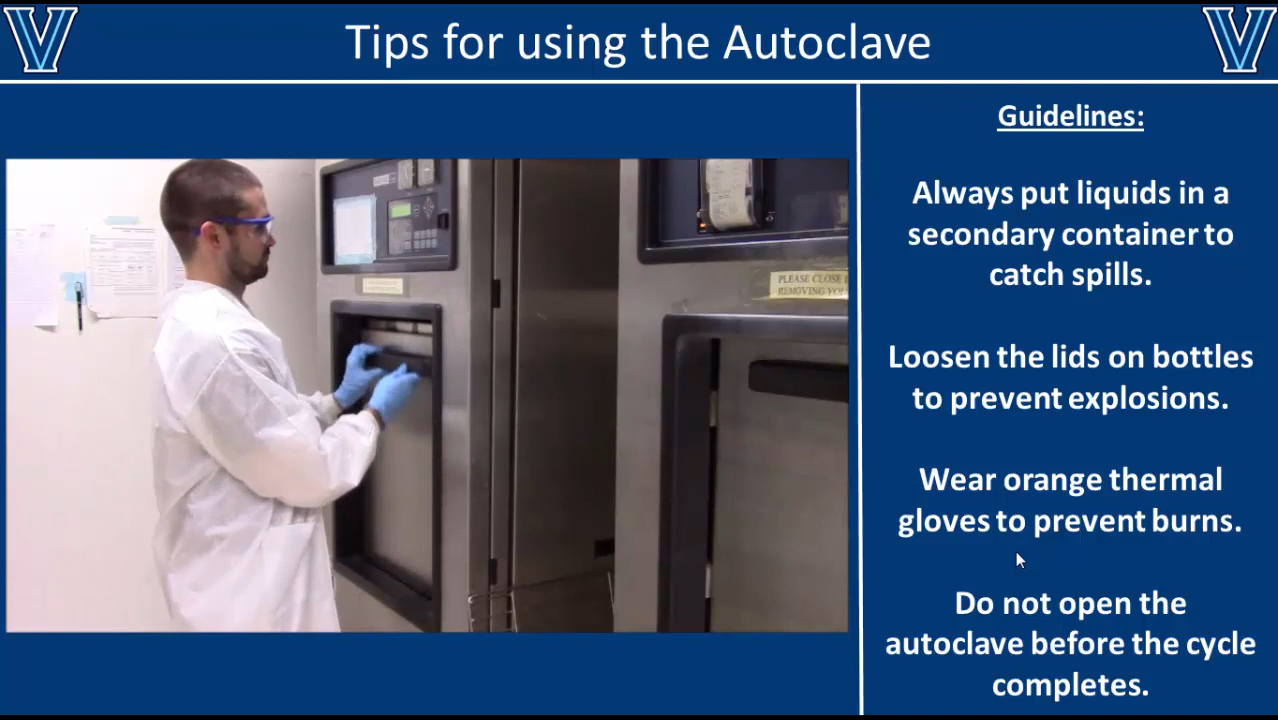 Tips for using the Autoclave
Guidelines:
Always put liquids in a
secondary container to
catch spills.
Loosen the lids on bottles
to prevent explosions.
Wear orange thermal
gloves to prevent burns.
Do not open the
autoclave before the cycle
completes.
PLEASE CLOSE
REMOVING